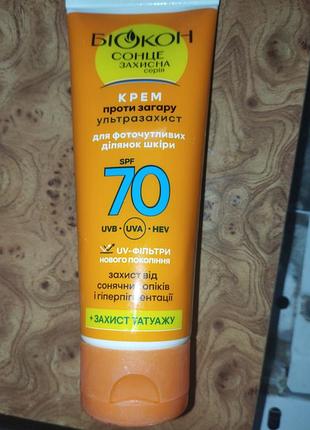 БІОКОН
СОНЦЕ
ЗАХИСНА
серія
КРЕМ
проти загару
ультразахист
для фоточутливих
ділянок шкіри
SPF
70
UVB • UVA • HEV
UV-ФІЛЬТРИ
НОВОГО ПОКОЛІННЯ
захист від
сонячних опіків
і гіперпігментації
+ЗАХИСТ ТАТУАЖУ